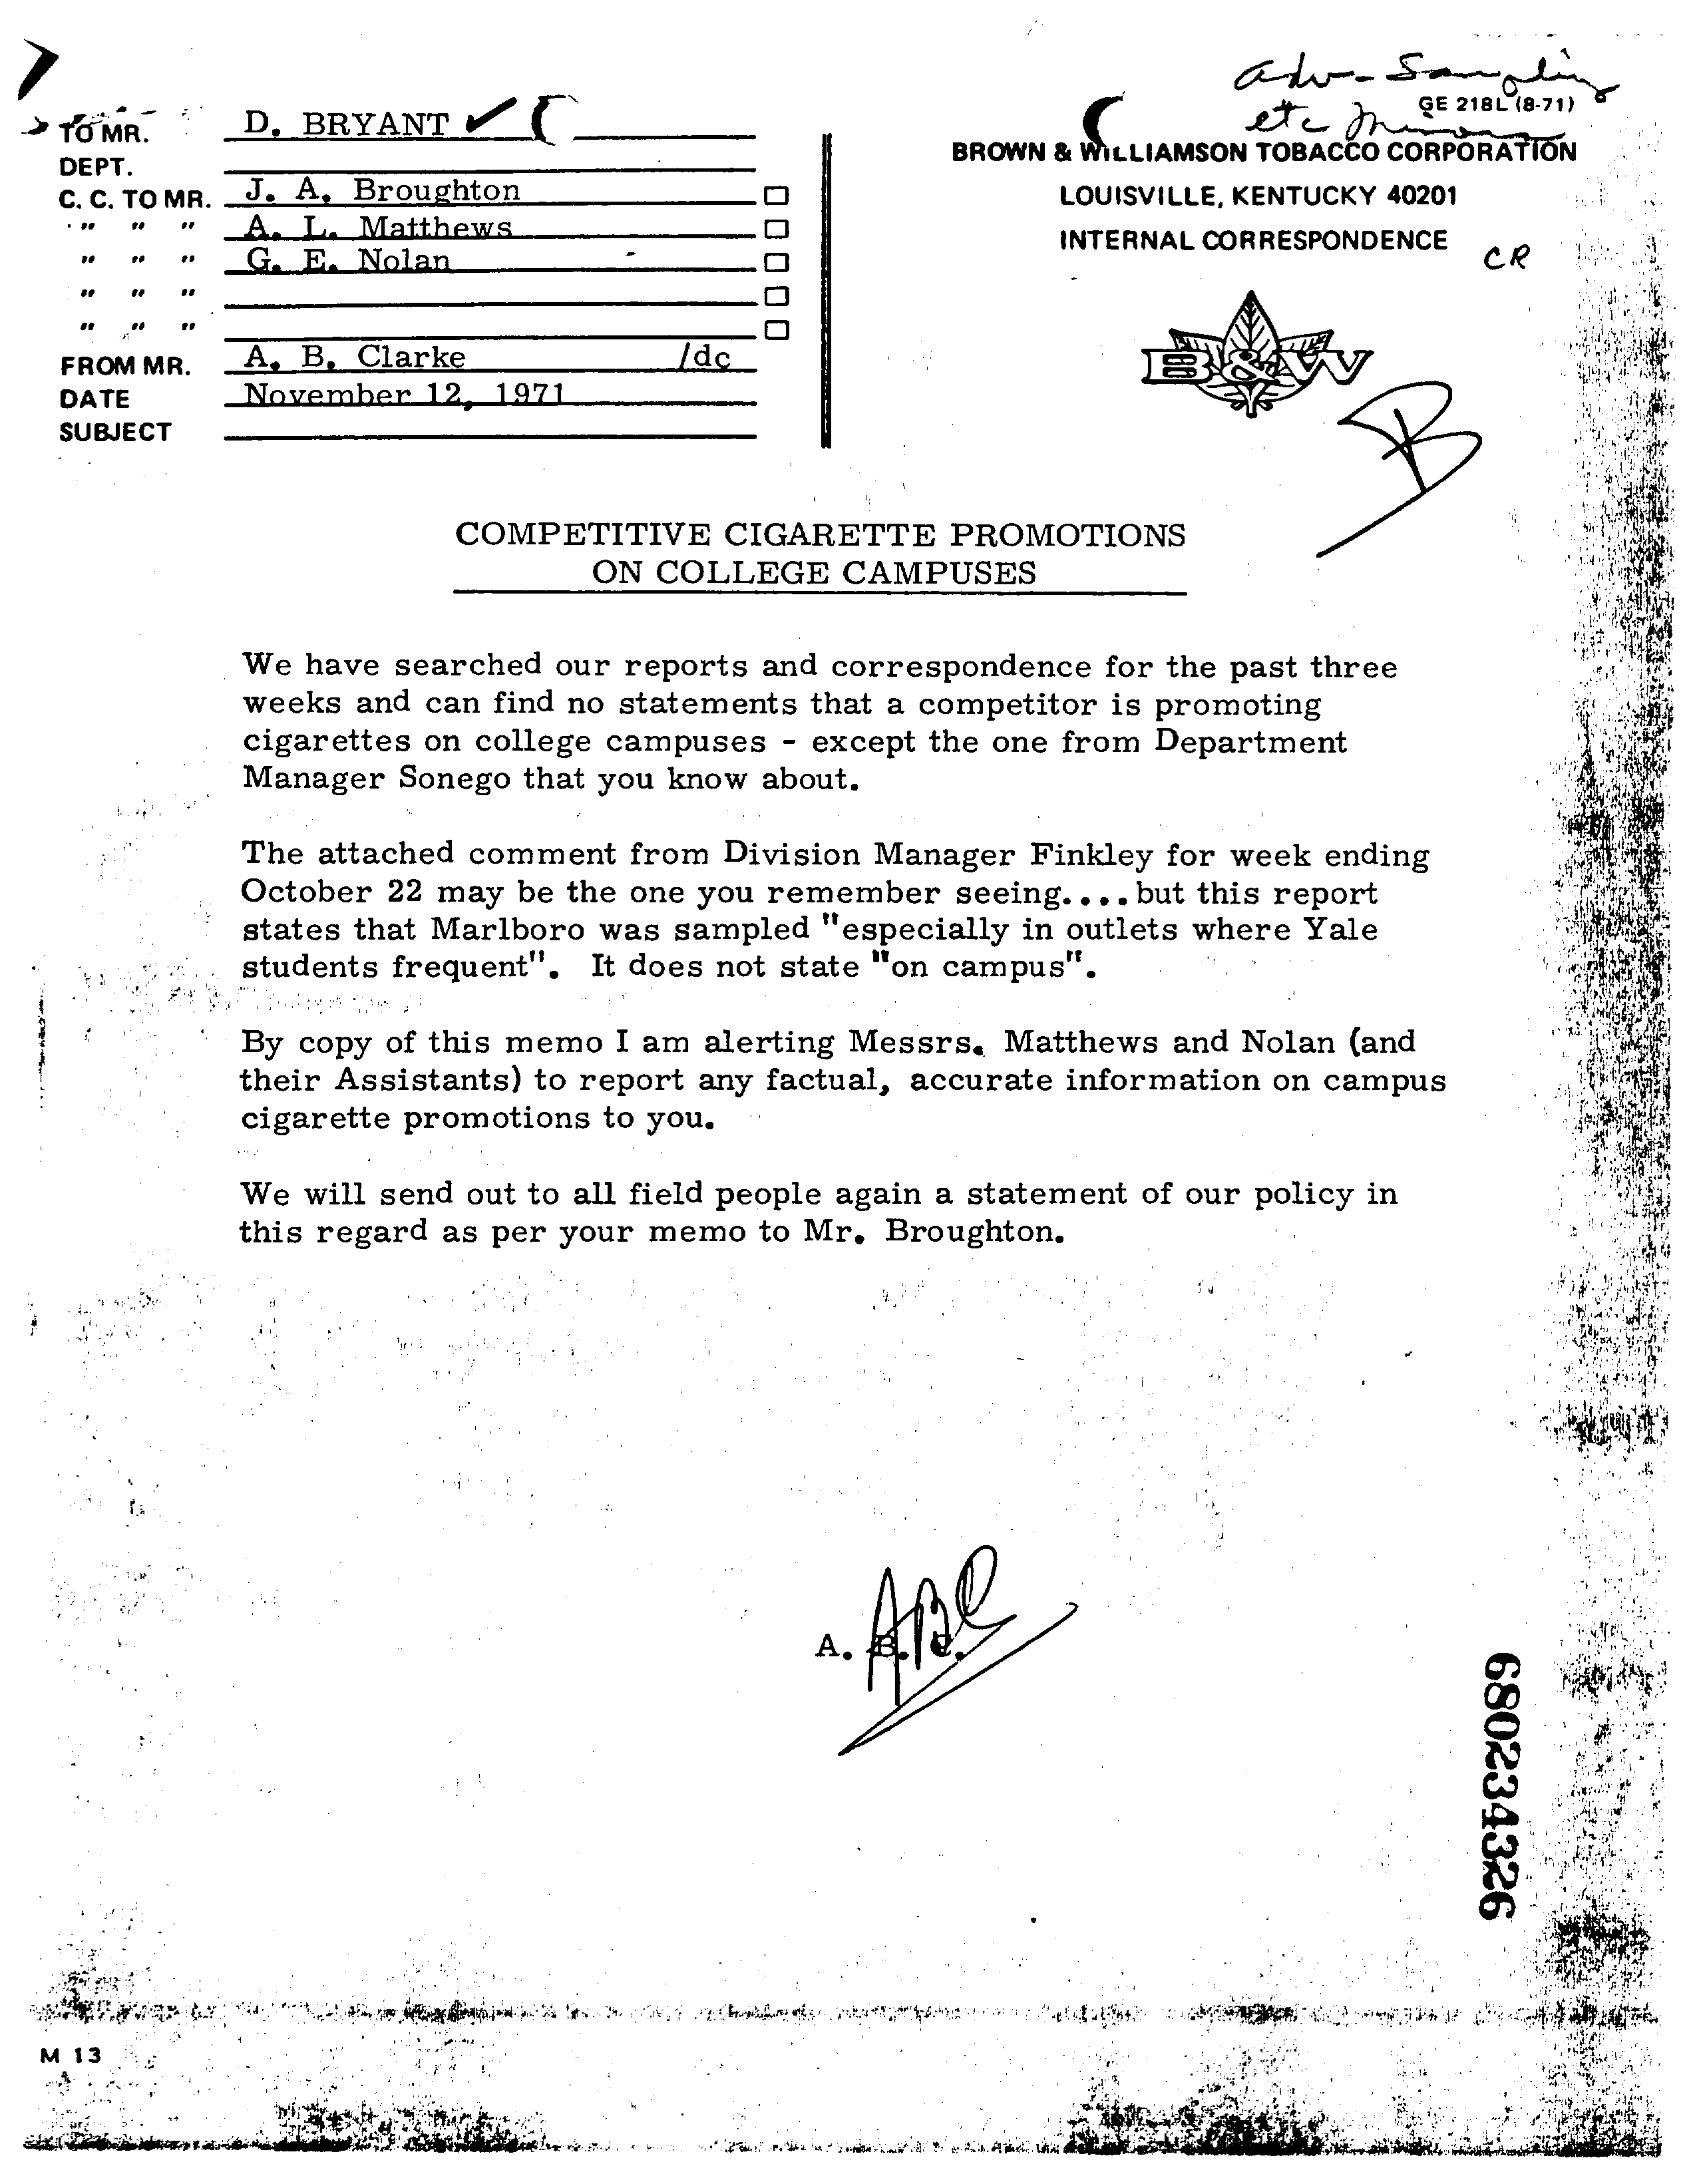 adv - Sampling
GE 218L (8-71)
etc Minors
TO MR. D. BRYANT
DEPT.
C. C. TO MR. J. A. Broughton
" " " A. L. Matthews
" " " G. E. Nolan
" " "
" " "
FROM MR. A. B. Clarke /dc
DATE November 12, 1971
SUBJECT
BROWN & WILLIAMSON TOBACCO CORPORATION
LOUISVILLE, KENTUCKY 40201
INTERNAL CORRESPONDENCE
CR
B&W
B
COMPETITIVE CIGARETTE PROMOTIONS
ON COLLEGE CAMPUSES
We have searched our reports and correspondence for the past three
weeks and can find no statements that a competitor is promoting
cigarettes on college campuses - except the one from Department
Manager Sonego that you know about.
The attached comment from Division Manager Finkley for week ending
October 22 may be the one you remember seeing.... but this report
states that Marlboro was sampled "especially in outlets where Yale
students frequent". It does not state "on campus".
By copy of this memo I am alerting Messrs. Matthews and Nolan (and
their Assistants) to report any factual, accurate information on campus
cigarette promotions to you.
We will send out to all field people again a statement of our policy in
this regard as per your memo to Mr. Broughton.
ABC
A. B. C.
680234326
M 13